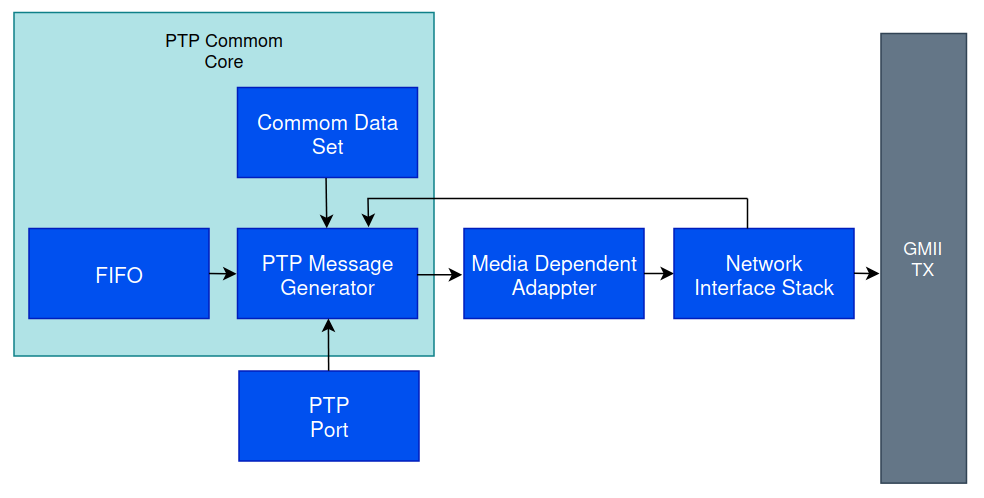 PTP Commom
Core
Commom Data
Set
FIFO
PTP Message
Generator
Media Dependent
Adappter
Network
Interface Stack
GMII
TX
PTP
Port